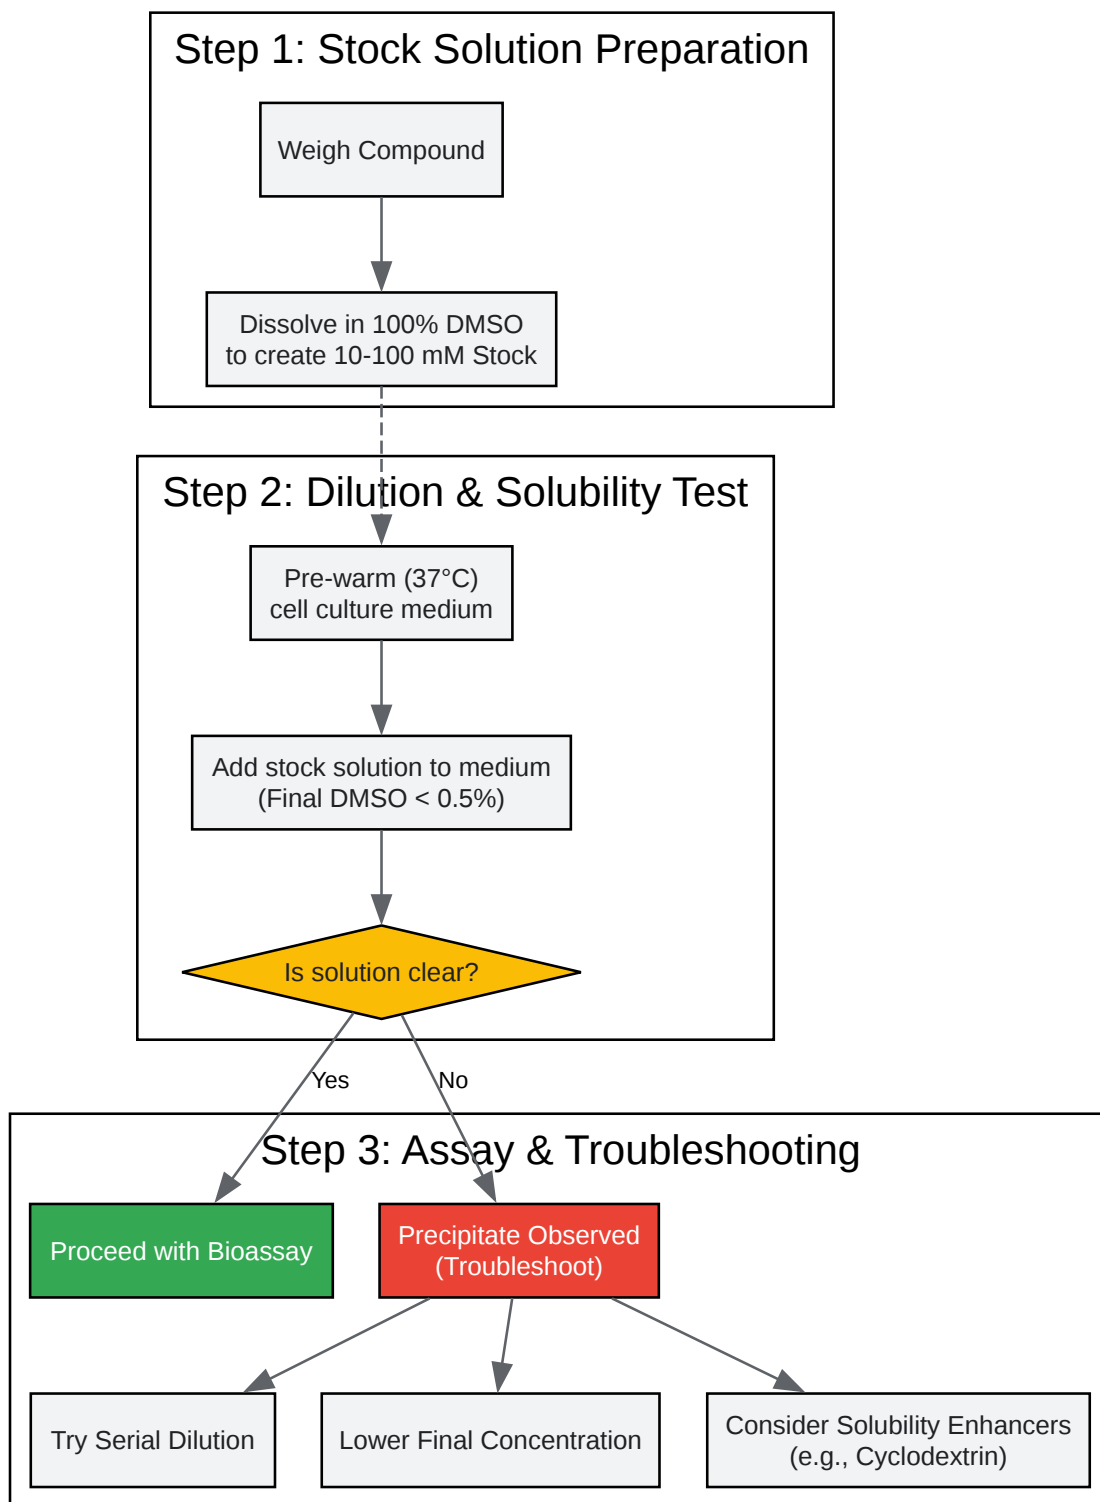 Step 1: Stock Solution Preparation
Weigh Compound
Dissolve in 100% DMSO
to create 10-100 mM Stock
Step 2: Dilution & Solubility Test
Pre-warm (37°C)
cell culture medium
Add stock solution to medium
(Final DMSO < 0.5%)
Is solution clear?
Yes
No
Step 3: Assay & Troubleshooting
Proceed with Bioassay
Precipitate Observed
(Troubleshoot)
Try Serial Dilution
Lower Final Concentration
Consider Solubility Enhancers
(e.g., Cyclodextrin)